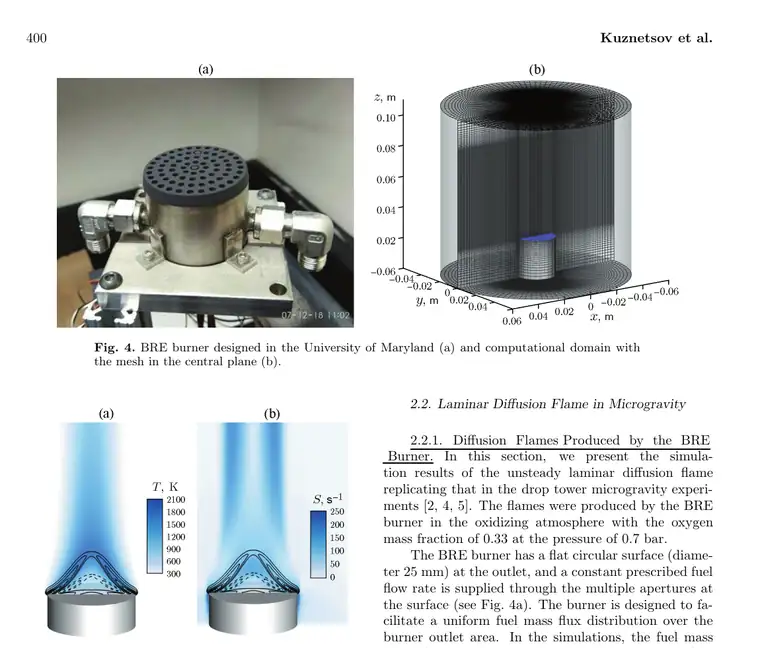 400
Kuznetsov et al.
(a)
(b)
z, m
0.10
0.08
0.06
0.04
0.02
−0.06
−0.04
−0.02
0
0.02
0.04
y, m
0.06
0.04
0.02
0
−0.02
−0.04
−0.06
x, m
07-12-18 11:02
Fig. 4. BRE burner designed in the University of Maryland (a) and computational domain with
the mesh in the central plane (b).
(a)
(b)
T, K
2100
1800
1500
1200
900
600
300
S, s−1
250
200
150
100
50
0
2.2. Laminar Diffusion Flame in Microgravity
2.2.1. Diffusion Flames Produced by the BRE
Burner. In this section, we present the simula-
tion results of the unsteady laminar diffusion flame
replicating that in the drop tower microgravity experi-
ments [2, 4, 5]. The flames were produced by the BRE
burner in the oxidizing atmosphere with the oxygen
mass fraction of 0.33 at the pressure of 0.7 bar.
The BRE burner has a flat circular surface (diame-
ter 25 mm) at the outlet, and a constant prescribed fuel
flow rate is supplied through the multiple apertures at
the surface (see Fig. 4a). The burner is designed to fa-
cilitate a uniform fuel mass flux distribution over the
burner outlet area. In the simulations, the fuel mass